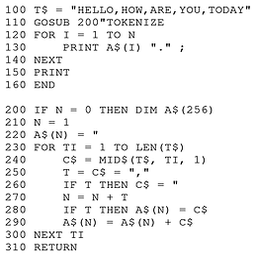 100 T$ = "HELLO,HOW,ARE,YOU,TODAY"
110 GOSUB 200"TOKENIZE
120 FOR I = 1 TO N
130     PRINT A$(I) "." ;
140 NEXT
150 PRINT
160 END

200 IF N = 0 THEN DIM A$(256)
210 N = 1
220 A$(N) = "
230 FOR TI = 1 TO LEN(T$)
240     C$ = MID$(T$, TI, 1)
250     T = C$ = ","
260     IF T THEN C$ = "
270     N = N + T
280     IF T THEN A$(N) = C$
290     A$(N) = A$(N) + C$
300 NEXT TI
310 RETURN